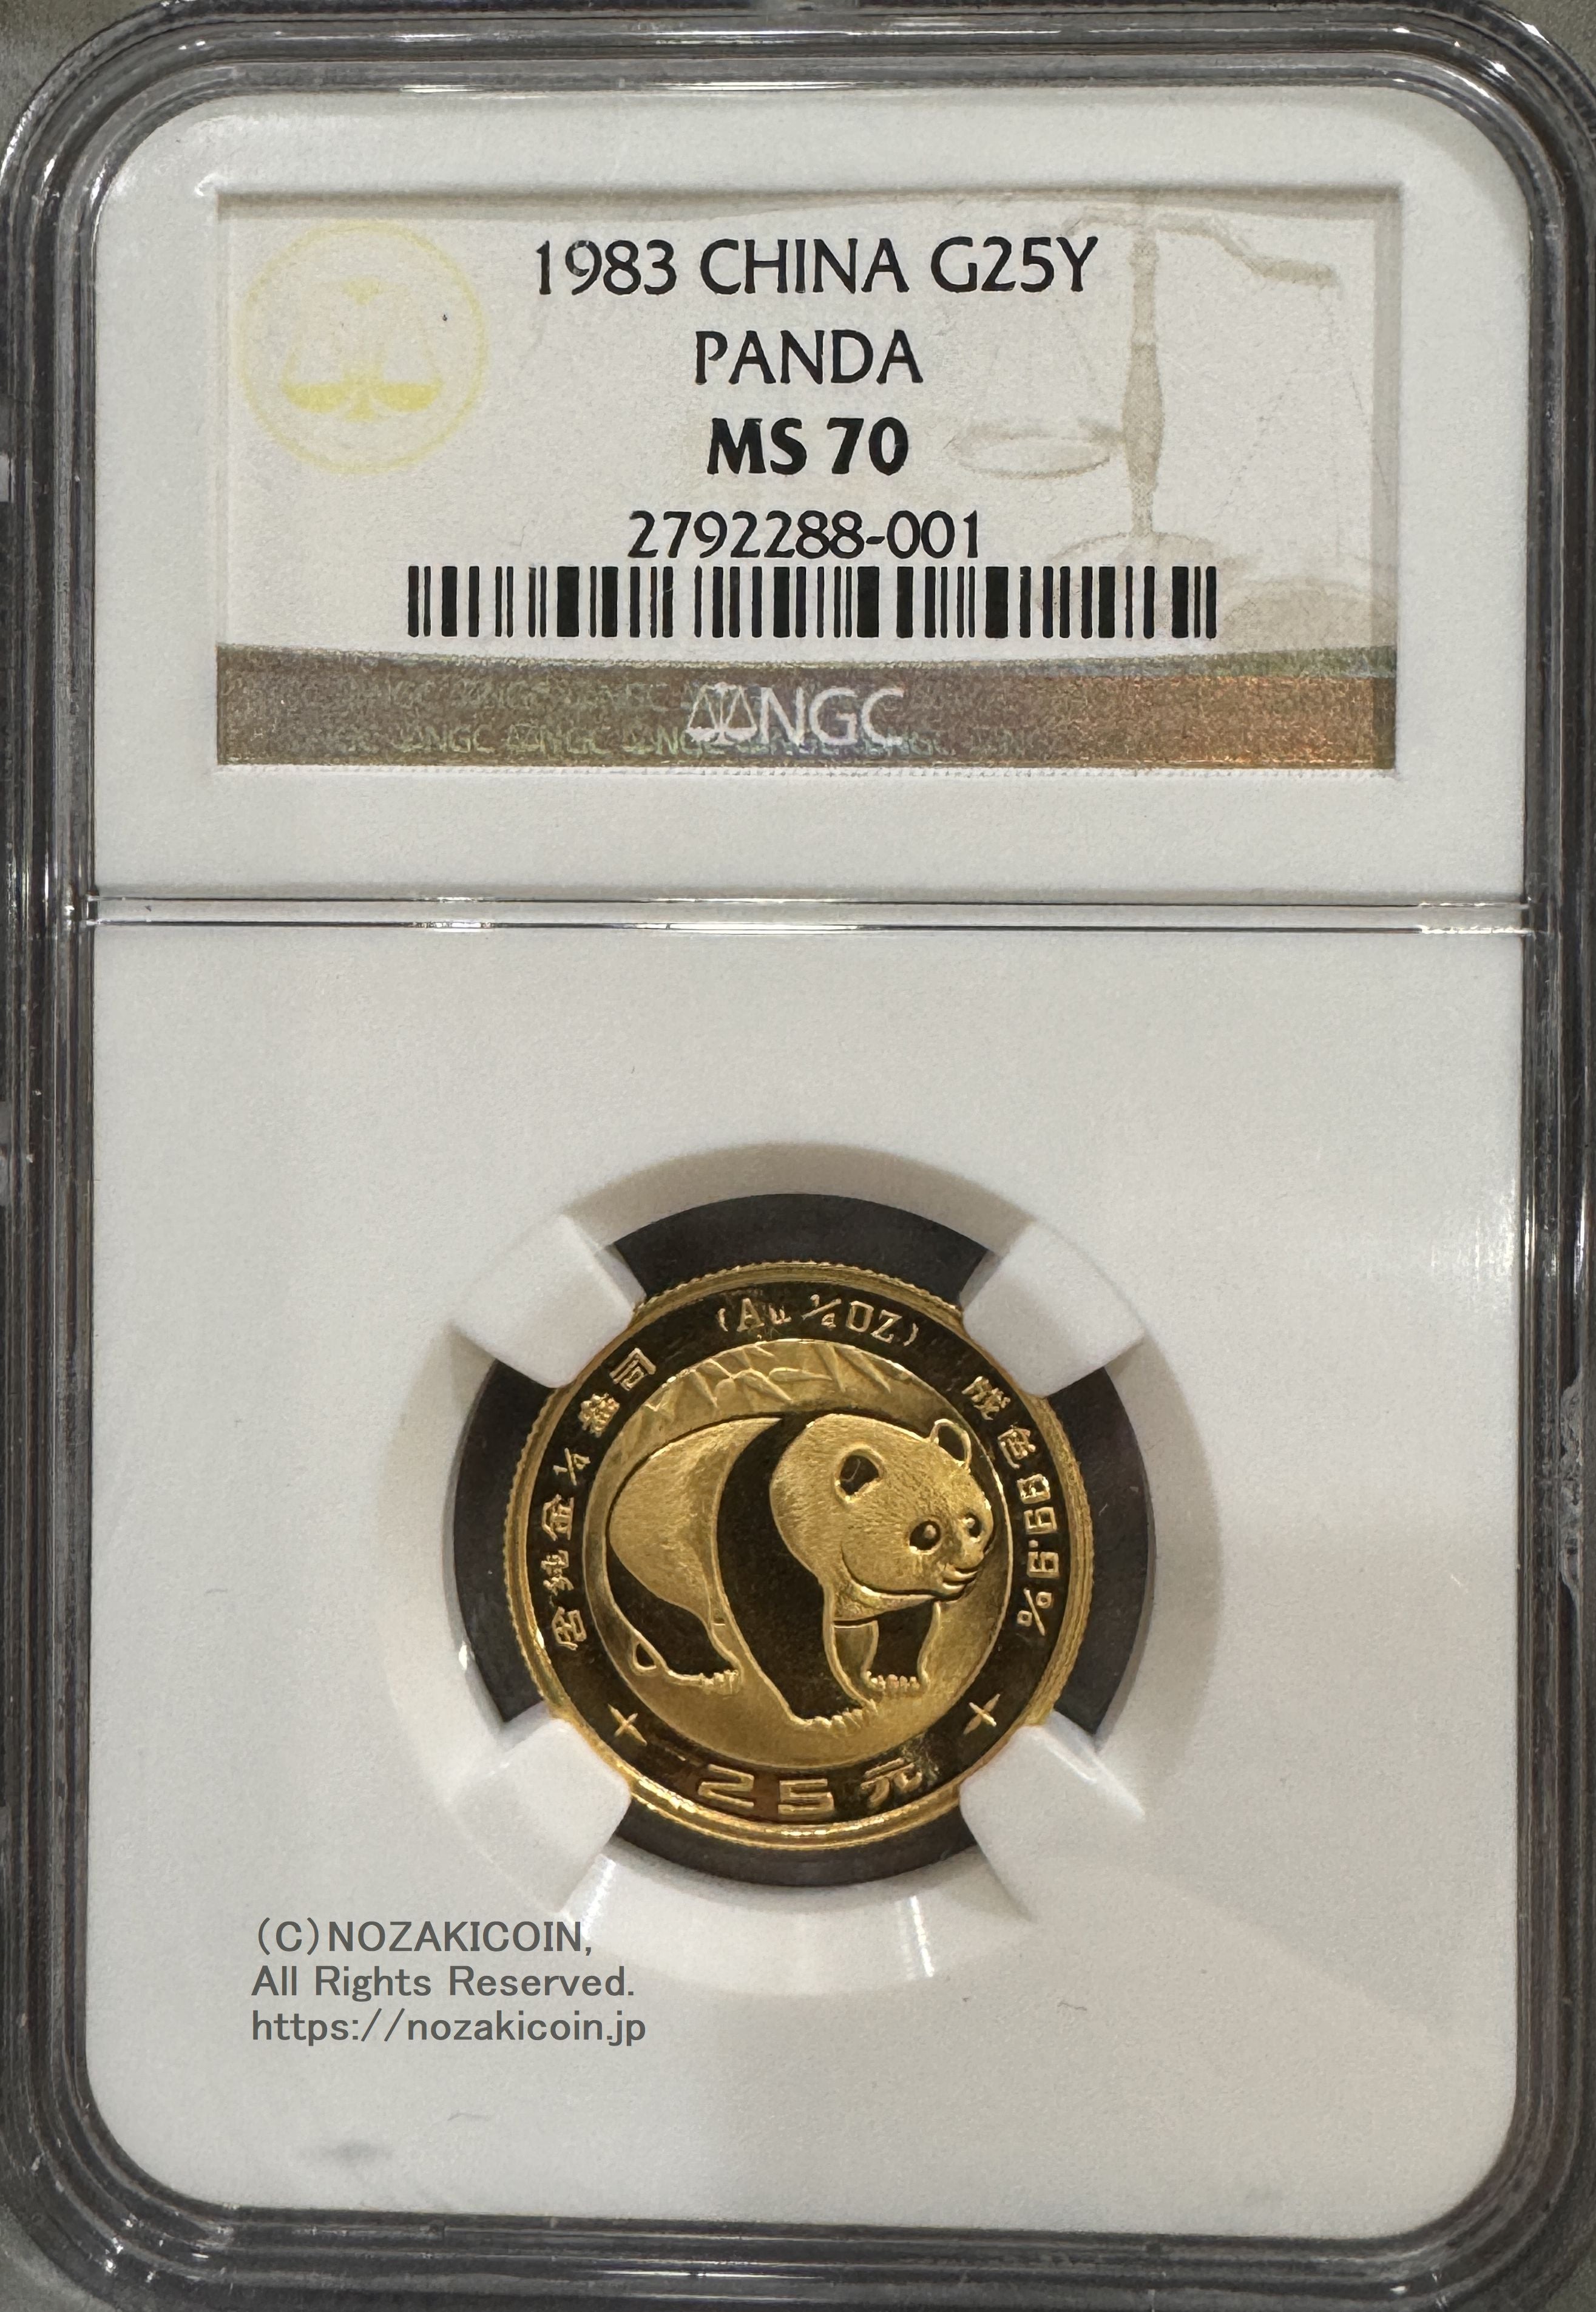 1983 CHINA G25Y
PANDA
MS 70
2792288-001
NGC
(Au 1/4 OZ)
含纯金¼盎司
成色99.9%
25元
(C)NOZAKICOIN,
All Rights Reserved.
https://nozakicoin.jp